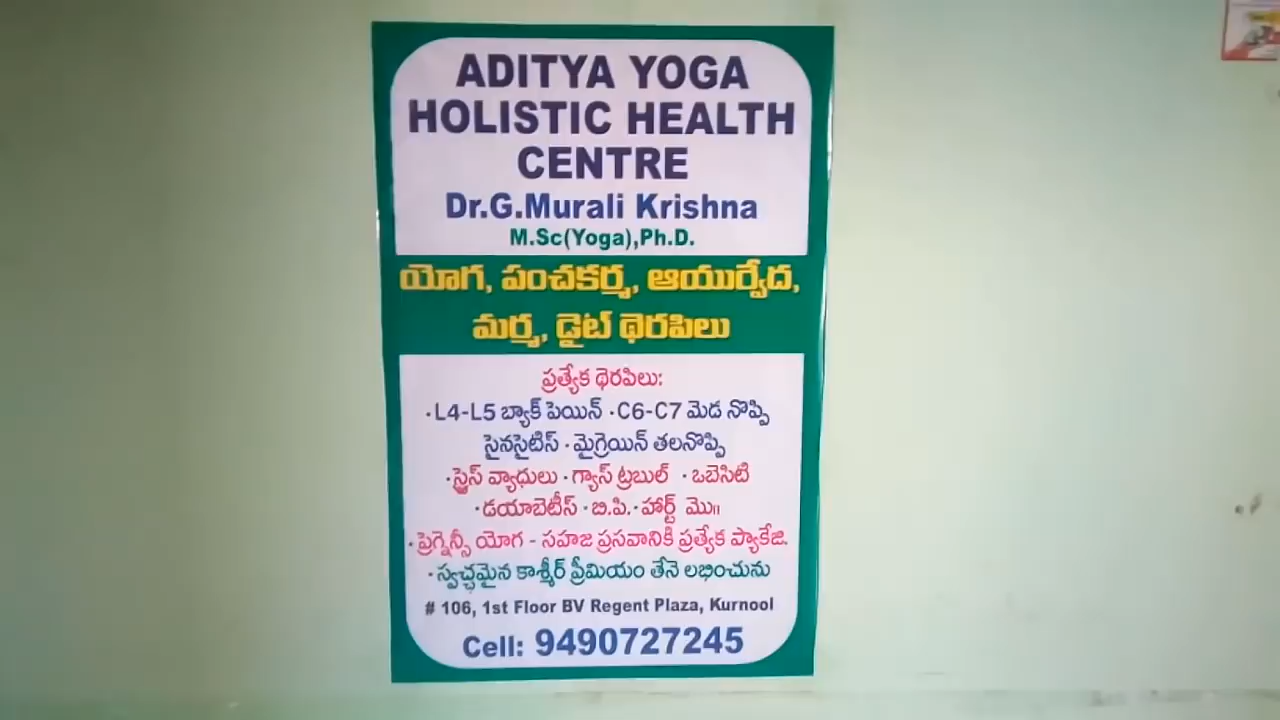 ADITYA YOGA
HOLISTIC HEALTH
CENTRE
Dr.G.Murali Krishna
M.Sc(Yoga),Ph.D.
యోగ, పంచకర్మ, ఆయుర్వేద,
మర్మ, డైట్ థెరపిలు
ప్రత్యేక థెరపిలు:
·L4-L5 బ్యాక్ పెయిన్ ·C6-C7 మెడ నొప్పి
సైనసైటిస్ · మైగ్రెయిన్ తలనొప్పి
·స్ట్రెస్ వ్యాధులు ·గ్యాస్ ట్రబుల్ ·ఒబెసిటి
·డయాబెటీస్ ·బి.పి.·హార్ట్ మొ॥
·ప్రెగ్నెన్సీ యోగ - సహజ ప్రసవానికి ప్రత్యేక ప్యాకేజి.
·స్వచ్ఛమైన కాశ్మీర్ ప్రీమియం తేనె లభించును
# 106, 1st Floor BV Regent Plaza, Kurnool
Cell: 9490727245